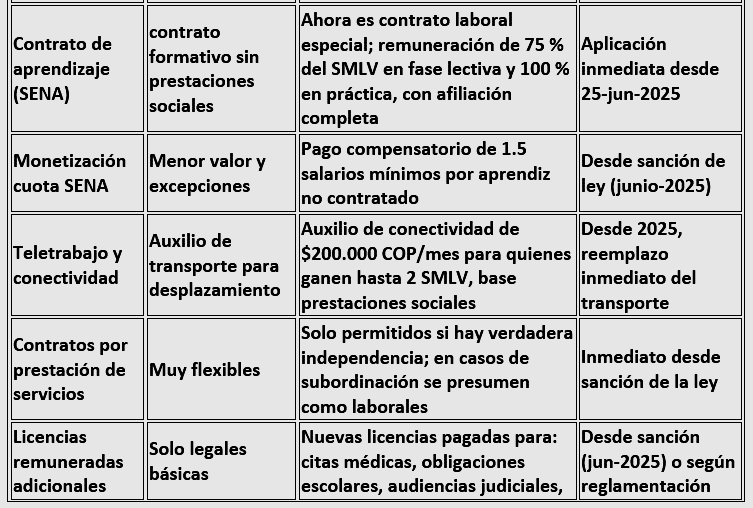 Contrato de
aprendizaje
(SENA)
contrato
formativo sin
prestaciones
sociales
Ahora es contrato laboral
especial; remuneración de 75 %
del SMLV en fase lectiva y 100 %
en práctica, con afiliación
completa
Aplicación
inmediata desde
25-jun-2025
Monetización
cuota SENA
Menor valor y
excepciones
Pago compensatorio de 1.5
salarios mínimos por aprendiz
no contratado
Desde sanción de
ley (junio-2025)
Teletrabajo y
conectividad
Auxilio de
transporte para
desplazamiento
Auxilio de conectividad de
$200.000 COP/mes para quienes
ganen hasta 2 SMLV, base
prestaciones sociales
Desde 2025,
reemplazo
inmediato del
transporte
Contratos por
prestación de
servicios
Muy flexibles
Solo permitidos si hay verdadera
independencia; en casos de
subordinación se presumen
como laborales
Inmediato desde
sanción de la ley
Licencias
remuneradas
adicionales
Solo legales
básicas
Nuevas licencias pagadas para:
citas médicas, obligaciones
escolares, audiencias judiciales,
Desde sanción
(jun-2025) o según
reglamentación